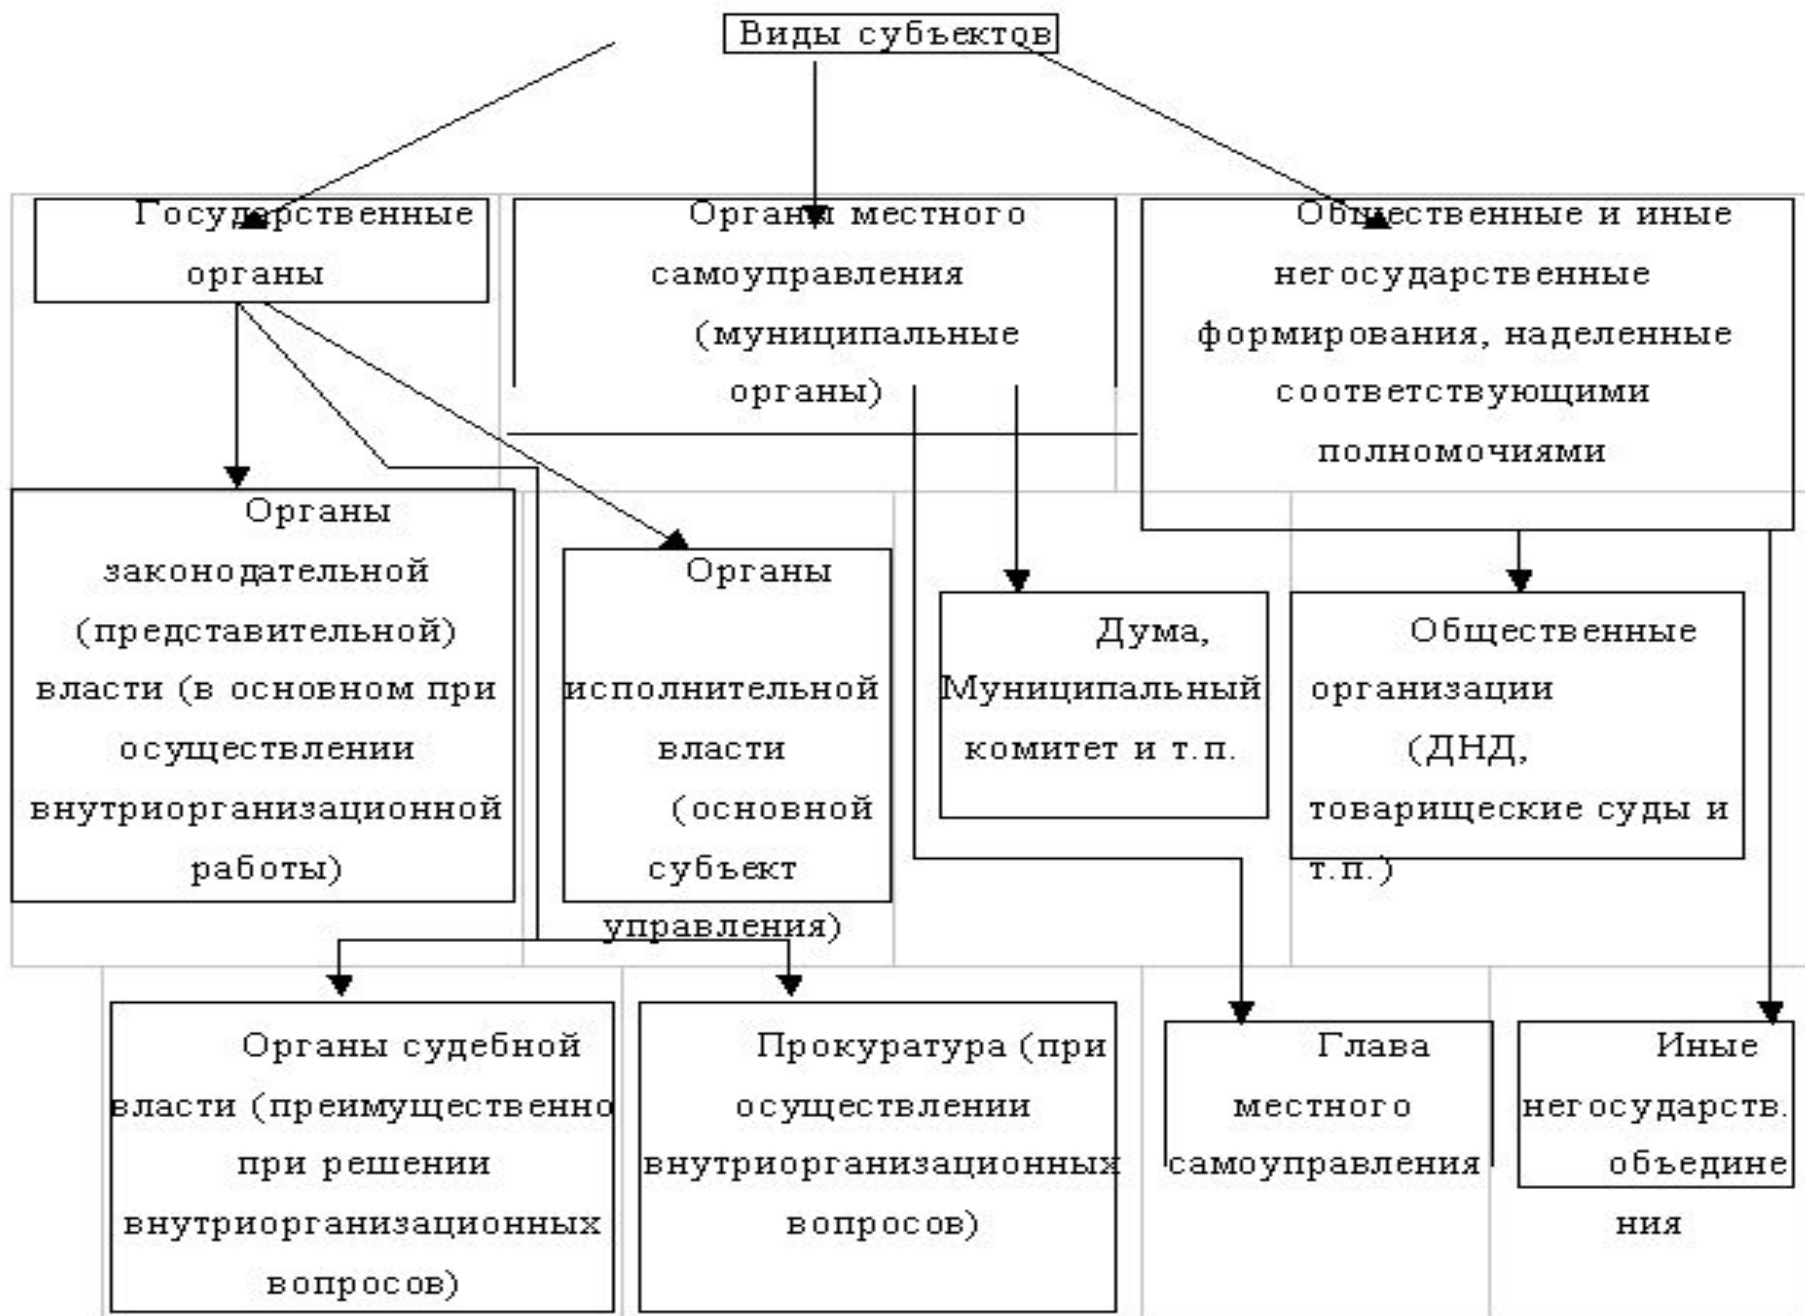 Виды субъектов
Государственные
органы
Органы местного
самоуправления
(муниципальные
органы)
Общественные и иные
негосударственные
формирования, наделенные
соответствующими
полномочиями
Органы
законодательной
(представительной)
власти (в основном при
осуществлении
внутриорганизационной
работы)
Органы
исполнительной
власти
(основной
субъект
управления)
Дума,
Муниципальный
комитет и т.п.
Общественные
организации
(ДНД,
товарищеские суды и
т.п.)
Органы судебной
власти (преимущественно
при решении
внутриорганизационных
вопросов)
Прокуратура (при
осуществлении
внутриорганизационных
вопросов)
Глава
местного
самоуправления
Иные
негосударств.
объедине
ния